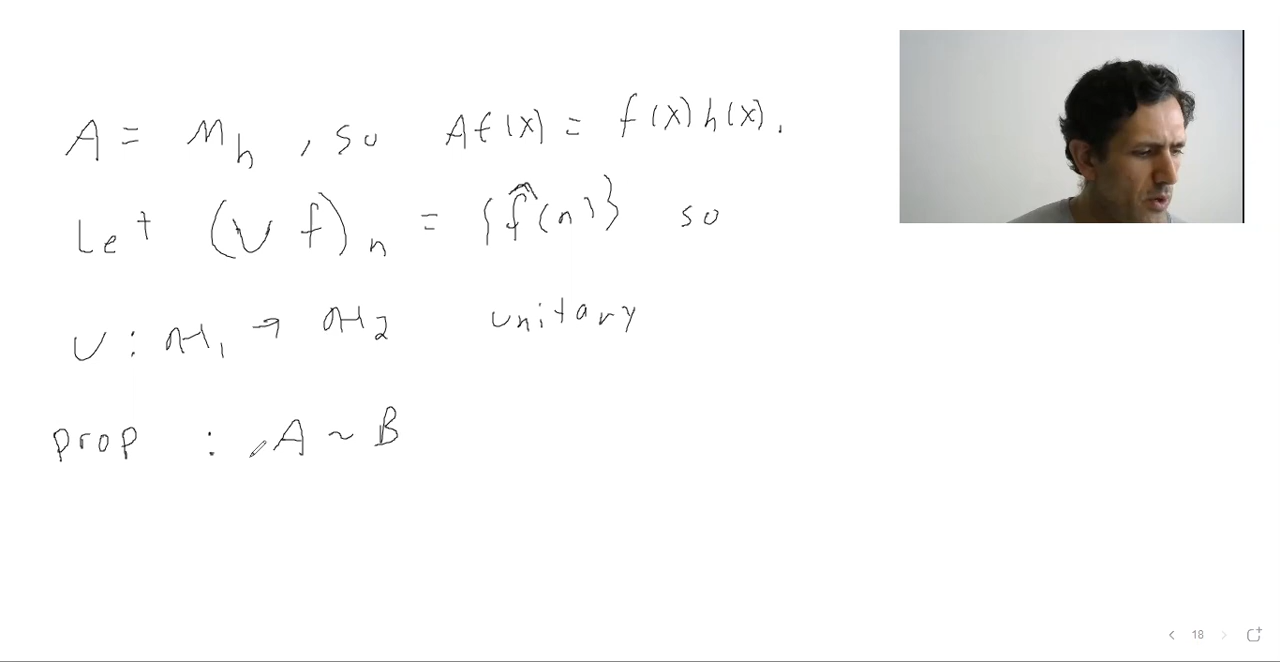 A = M_h , so Af(x) = f(x)h(x).
Let (Uf)_n = {f̂(n)} so
U : H_1 → H_2 unitary
prop : A ~ B
18